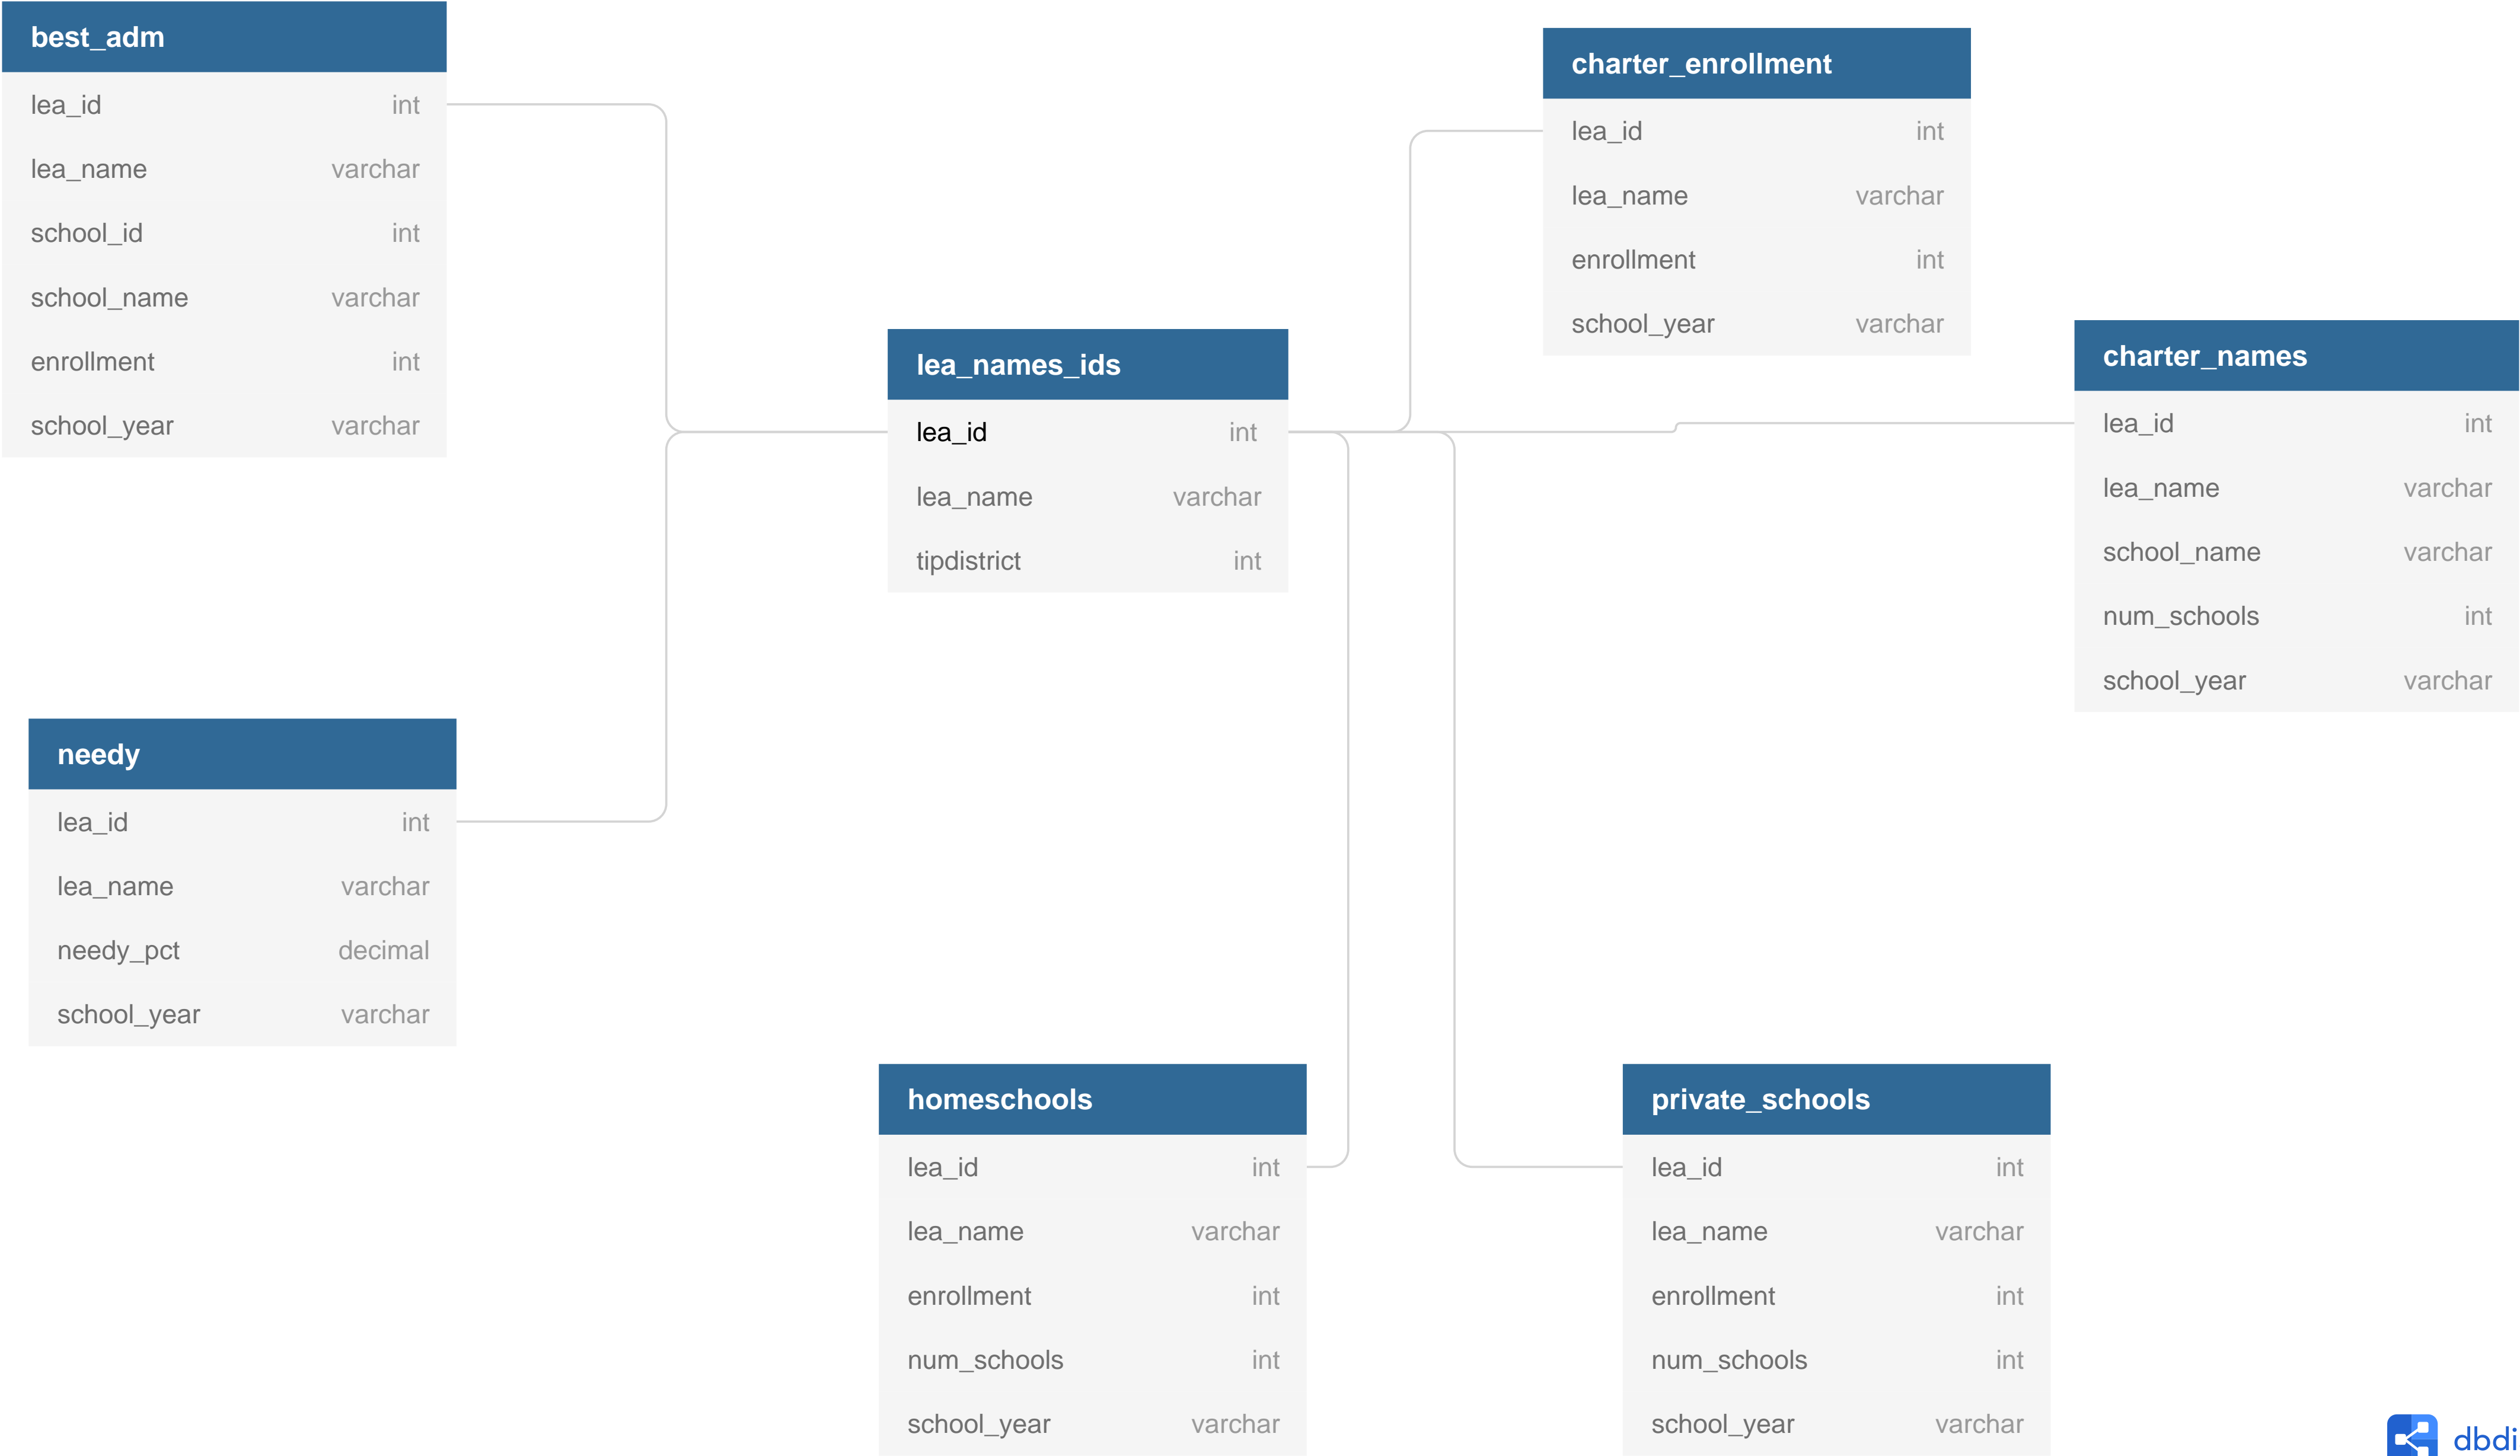 best_adm
lea_id int
lea_name varchar
school_id int
school_name varchar
enrollment int
school_year varchar
charter_enrollment
lea_id int
lea_name varchar
enrollment int
school_year varchar
lea_names_ids
lea_id int
lea_name varchar
tipdistrict int
charter_names
lea_id int
lea_name varchar
school_name varchar
num_schools int
school_year varchar
needy
lea_id int
lea_name varchar
needy_pct decimal
school_year varchar
homeschools
lea_id int
lea_name varchar
enrollment int
num_schools int
school_year varchar
private_schools
lea_id int
lea_name varchar
enrollment int
num_schools int
school_year varchar
dbdi